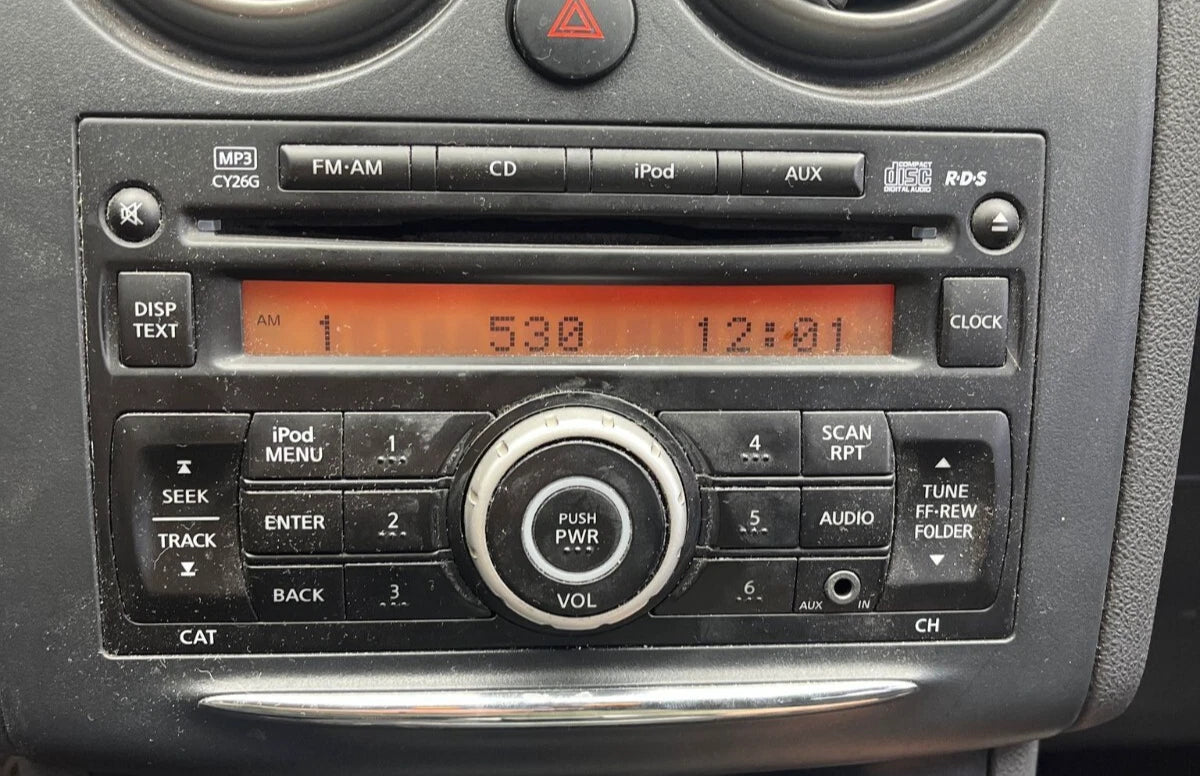 MP3
CY26G
FM·AM
CD
iPod
AUX
COMPACT
disc
DIGITAL AUDIO
R·D·S
DISP
TEXT
AM 1 530 12:01
CLOCK
SEEK
TRACK
CAT
iPod
MENU
ENTER
BACK
1
2
3
PUSH
PWR
VOL
4
5
6
SCAN
RPT
AUDIO
AUX IN
TUNE
FF·REW
FOLDER
CH